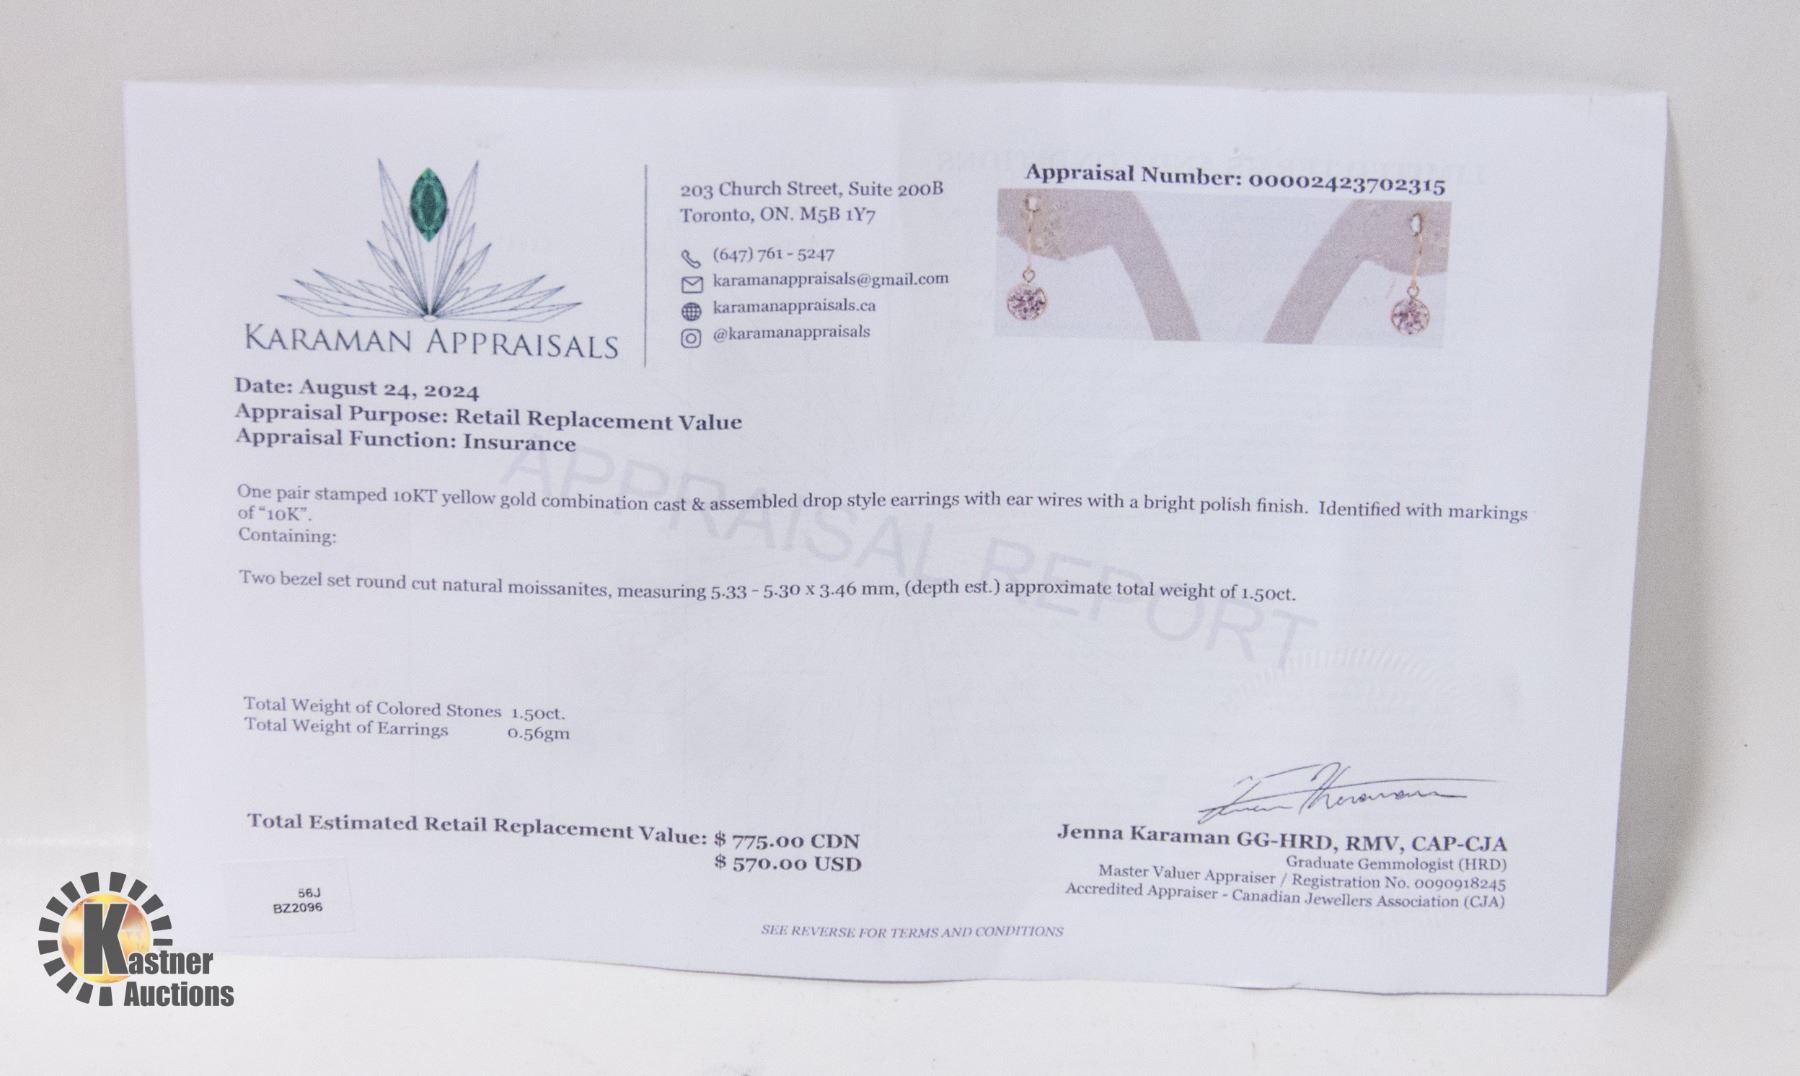 KARAMAN APPRAISALS
203 Church Street, Suite 200B
Toronto, ON. M5B 1Y7
(647) 761 - 5247
karamanappraisals@gmail.com
karamanappraisals.ca
@karamanappraisals
Appraisal Number: 00002423702315
Date: August 24, 2024
Appraisal Purpose: Retail Replacement Value
Appraisal Function: Insurance
APPRAISAL REPORT
One pair stamped 10KT yellow gold combination cast & assembled drop style earrings with ear wires with a bright polish finish. Identified with markings
of "10K".
Containing:
Two bezel set round cut natural moissanites, measuring 5.33 - 5.30 x 3.46 mm, (depth est.) approximate total weight of 1.50ct.
Total Weight of Colored Stones 1.50ct.
Total Weight of Earrings 0.56gm
Total Estimated Retail Replacement Value: $ 775.00 CDN
$ 570.00 USD
Jenna Karaman GG-HRD, RMV, CAP-CJA
Graduate Gemmologist (HRD)
Master Valuer Appraiser / Registration No. 0090918245
Accredited Appraiser - Canadian Jewellers Association (CJA)
SEE REVERSE FOR TERMS AND CONDITIONS
56J
BZ2096
Kastner
Auctions